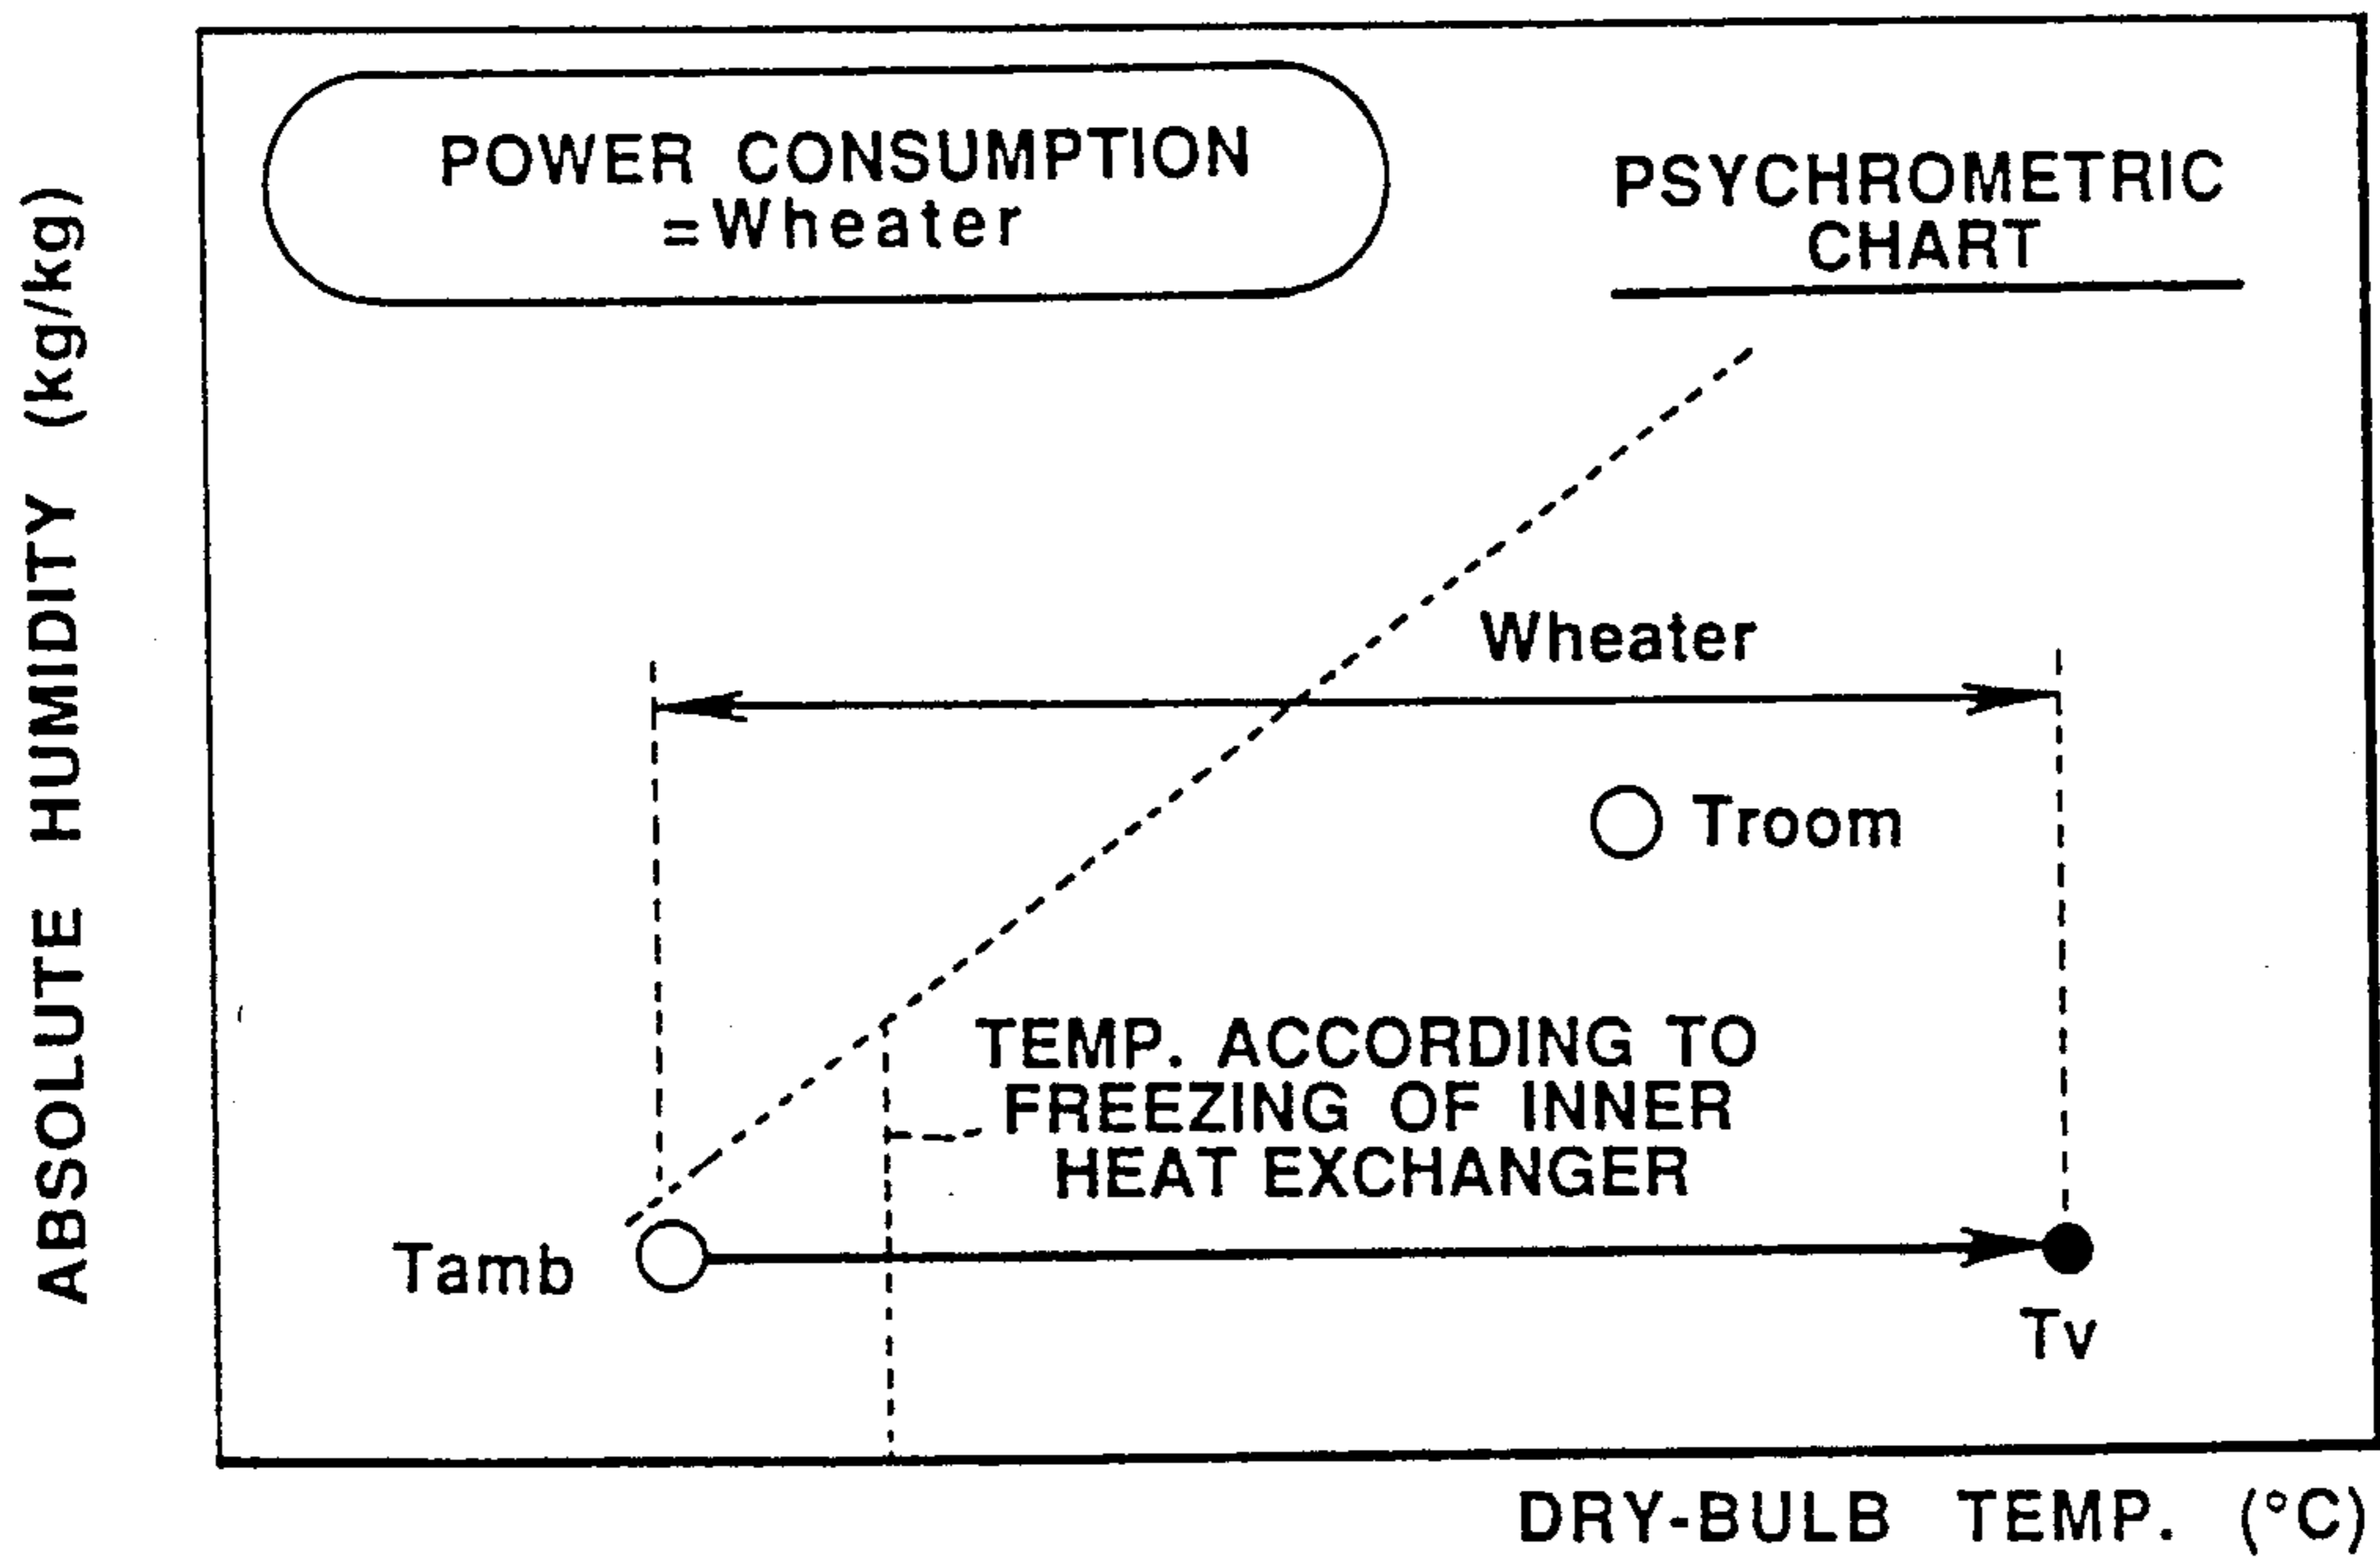 POWER CONSUMPTION
=Wheater
PSYCHROMETRIC
CHART
ABSOLUTE HUMIDITY (kg/kg)
Wheater
Troom
TEMP. ACCORDING TO
FREEZING OF INNER
HEAT EXCHANGER
Tamb
Tv
DRY-BULB TEMP. (°C)